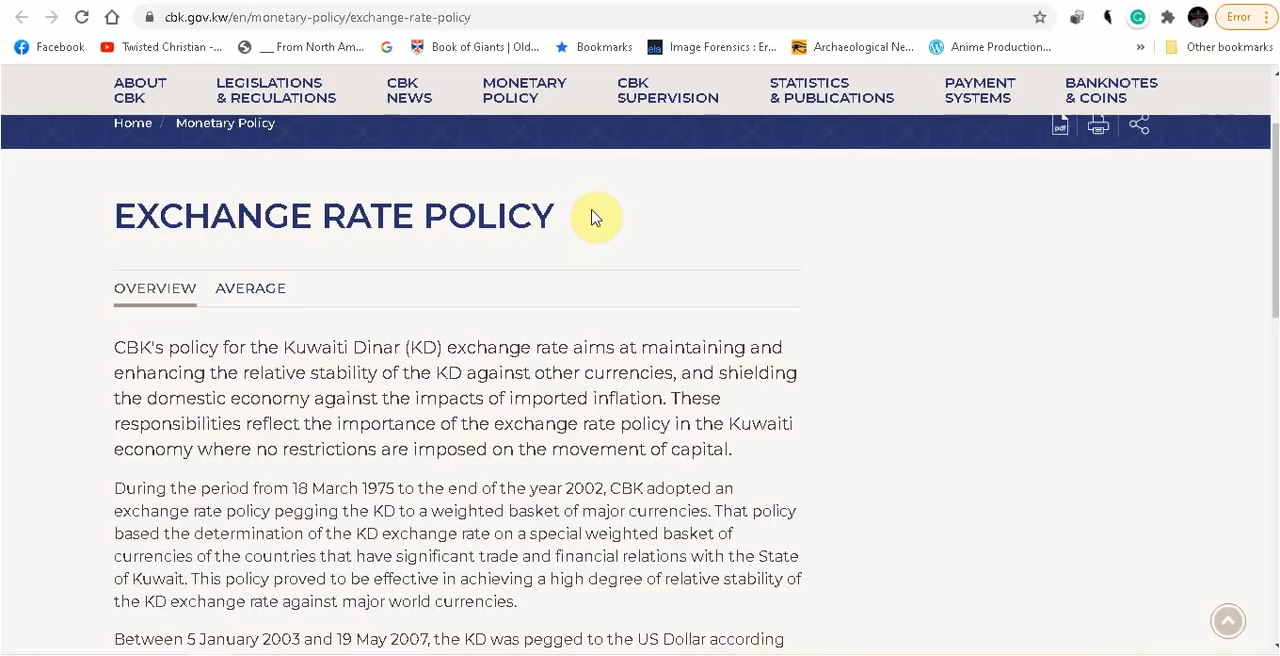 cbk.gov.kw/en/monetary-policy/exchange-rate-policy
Error
Facebook
Twisted Christian -...
___ From North Am...
Book of Giants | Old...
Bookmarks
ela
Image Forensics : Er...
Archaeological Ne...
Anime Production...
»
Other bookmarks
ABOUT
CBK
LEGISLATIONS
& REGULATIONS
CBK
NEWS
MONETARY
POLICY
CBK
SUPERVISION
STATISTICS
& PUBLICATIONS
PAYMENT
SYSTEMS
BANKNOTES
& COINS
Home / Monetary Policy
pdf
EXCHANGE RATE POLICY
OVERVIEW
AVERAGE
CBK's policy for the Kuwaiti Dinar (KD) exchange rate aims at maintaining and
enhancing the relative stability of the KD against other currencies, and shielding
the domestic economy against the impacts of imported inflation. These
responsibilities reflect the importance of the exchange rate policy in the Kuwaiti
economy where no restrictions are imposed on the movement of capital.
During the period from 18 March 1975 to the end of the year 2002, CBK adopted an
exchange rate policy pegging the KD to a weighted basket of major currencies. That policy
based the determination of the KD exchange rate on a special weighted basket of
currencies of the countries that have significant trade and financial relations with the State
of Kuwait. This policy proved to be effective in achieving a high degree of relative stability of
the KD exchange rate against major world currencies.
Between 5 January 2003 and 19 May 2007, the KD was pegged to the US Dollar according